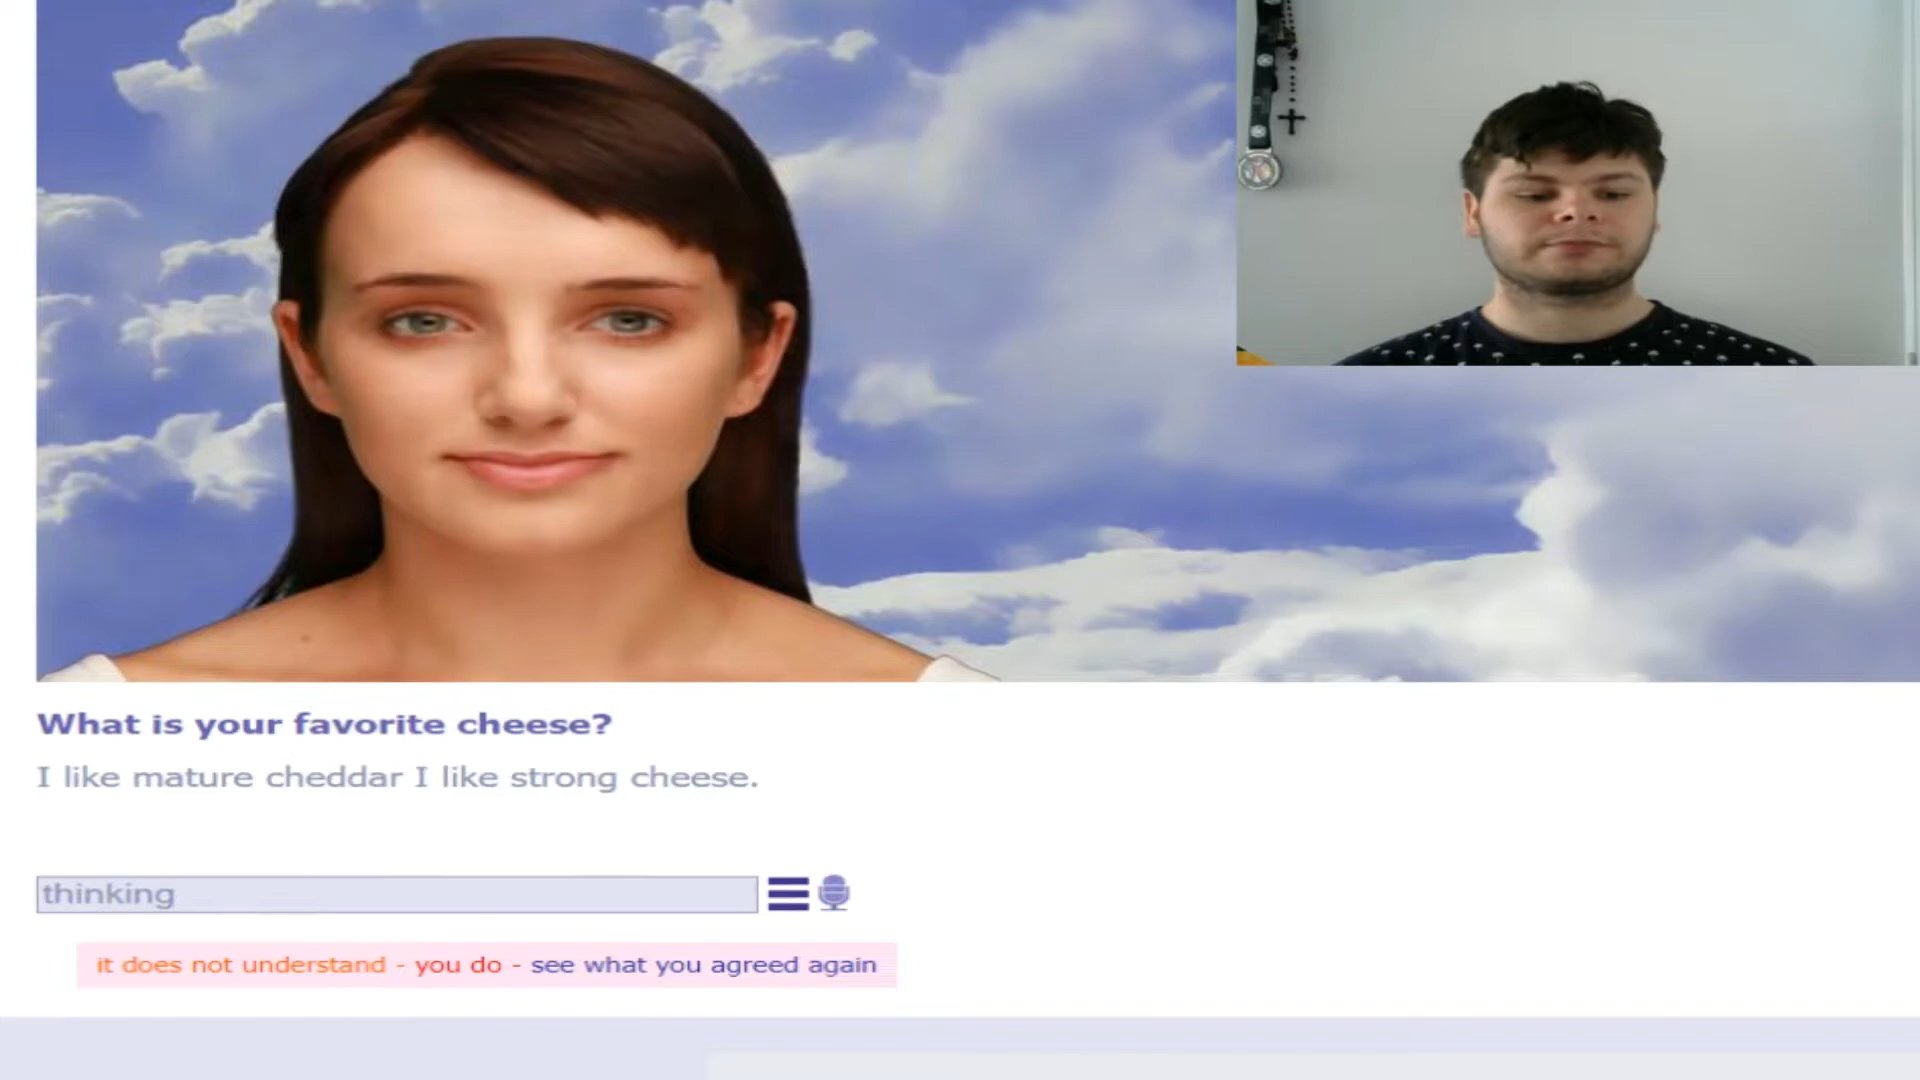 What is your favorite cheese?
I like mature cheddar I like strong cheese.
thinking
it does not understand - you do - see what you agreed again